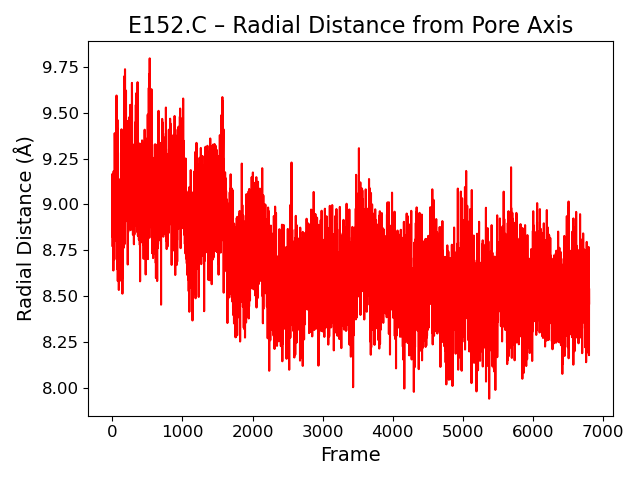 E152.C – Radial Distance from Pore Axis
Radial Distance (Å)
9.75
9.50
9.25
9.00
8.75
8.50
8.25
8.00
0 1000 2000 3000 4000 5000 6000 7000
Frame